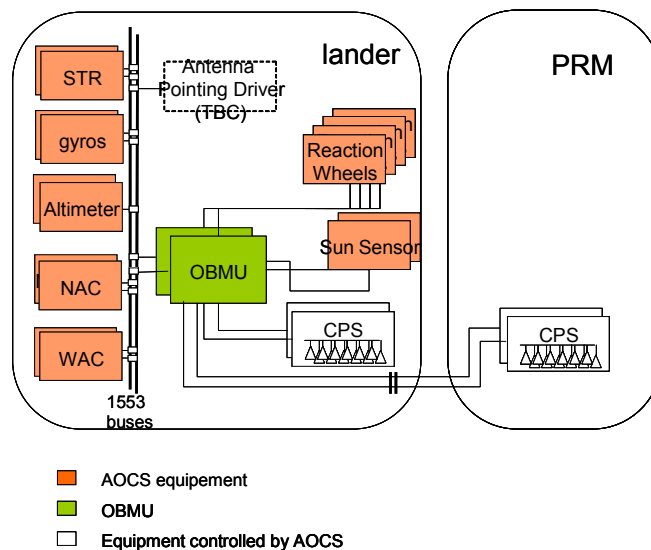 lander
PRM
STR
Antenna
Pointing Driver
(TBC)
gyros
Reaction
Wheels
Altimeter
Sun Sensor
OBMU
NAC
CPS
CPS
WAC
1553
buses
AOCS equipement
OBMU
Equipment controlled by AOCS